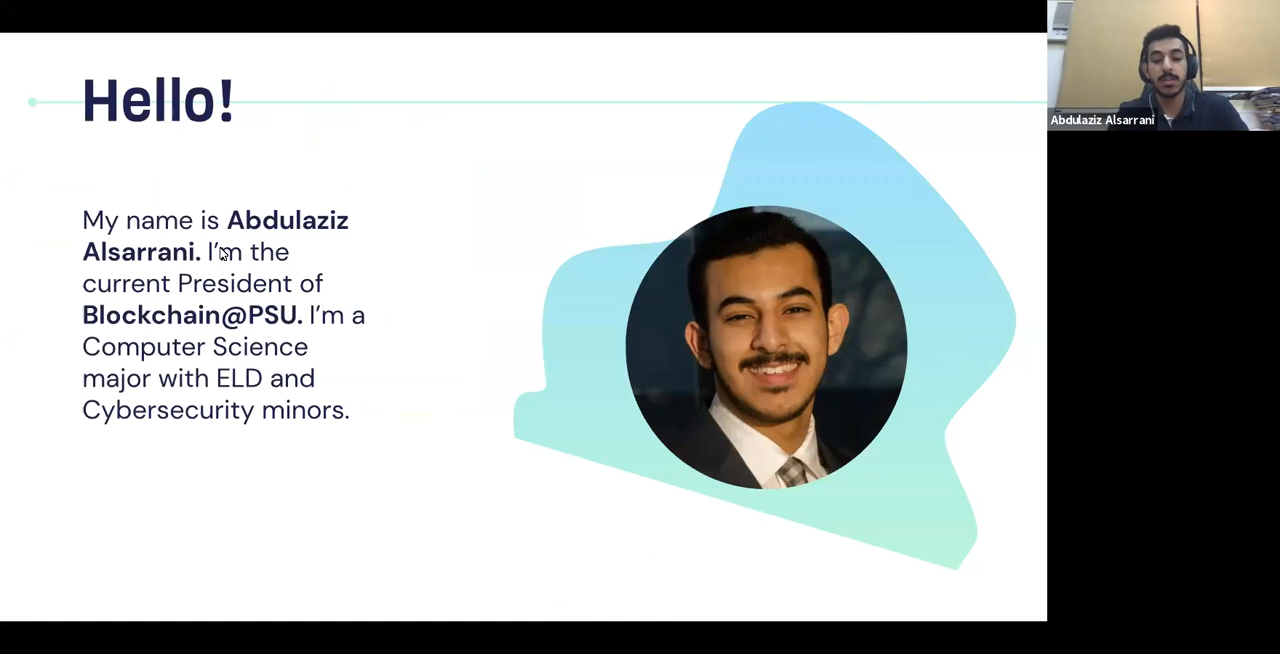 Hello!
My name is Abdulaziz
Alsarrani. I'm the
current President of
Blockchain@PSU. I'm a
Computer Science
major with ELD and
Cybersecurity minors.
Abdulaziz Alsarrani